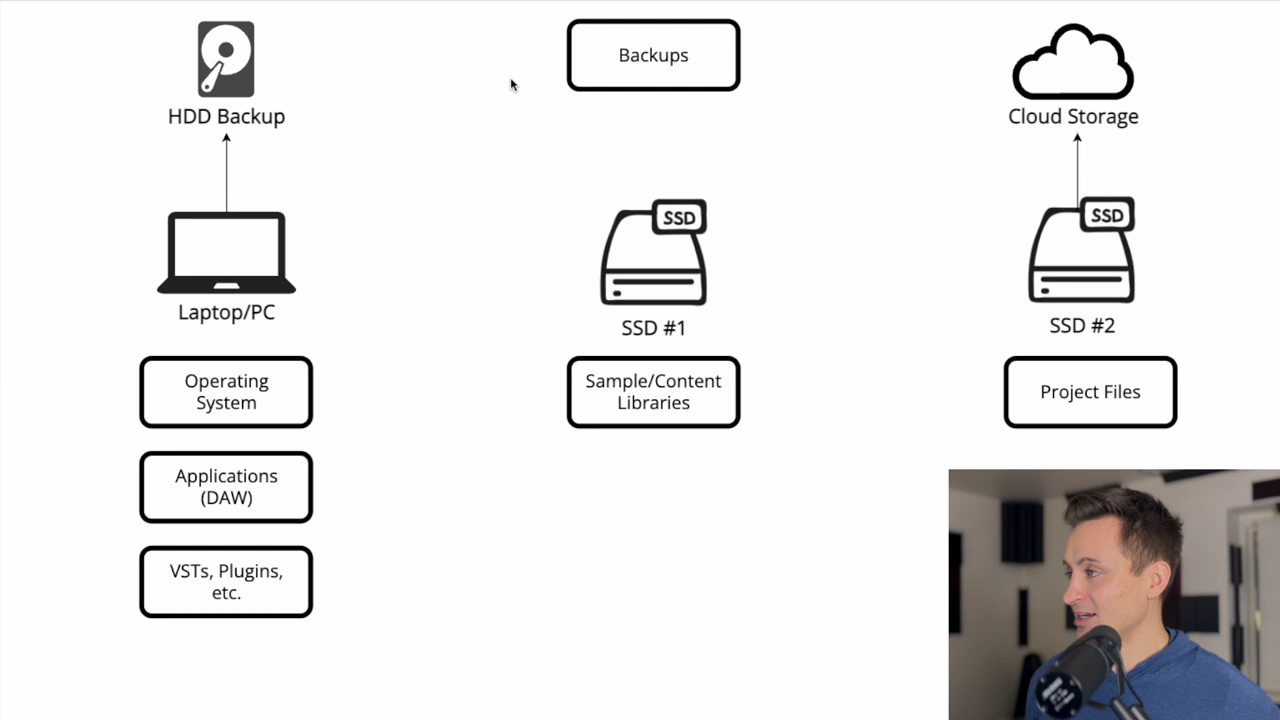 Backups
HDD Backup
Cloud Storage
SSD
SSD
Laptop/PC
SSD #1
SSD #2
Operating
System
Sample/Content
Libraries
Project Files
Applications
(DAW)
VSTs, Plugins,
etc.